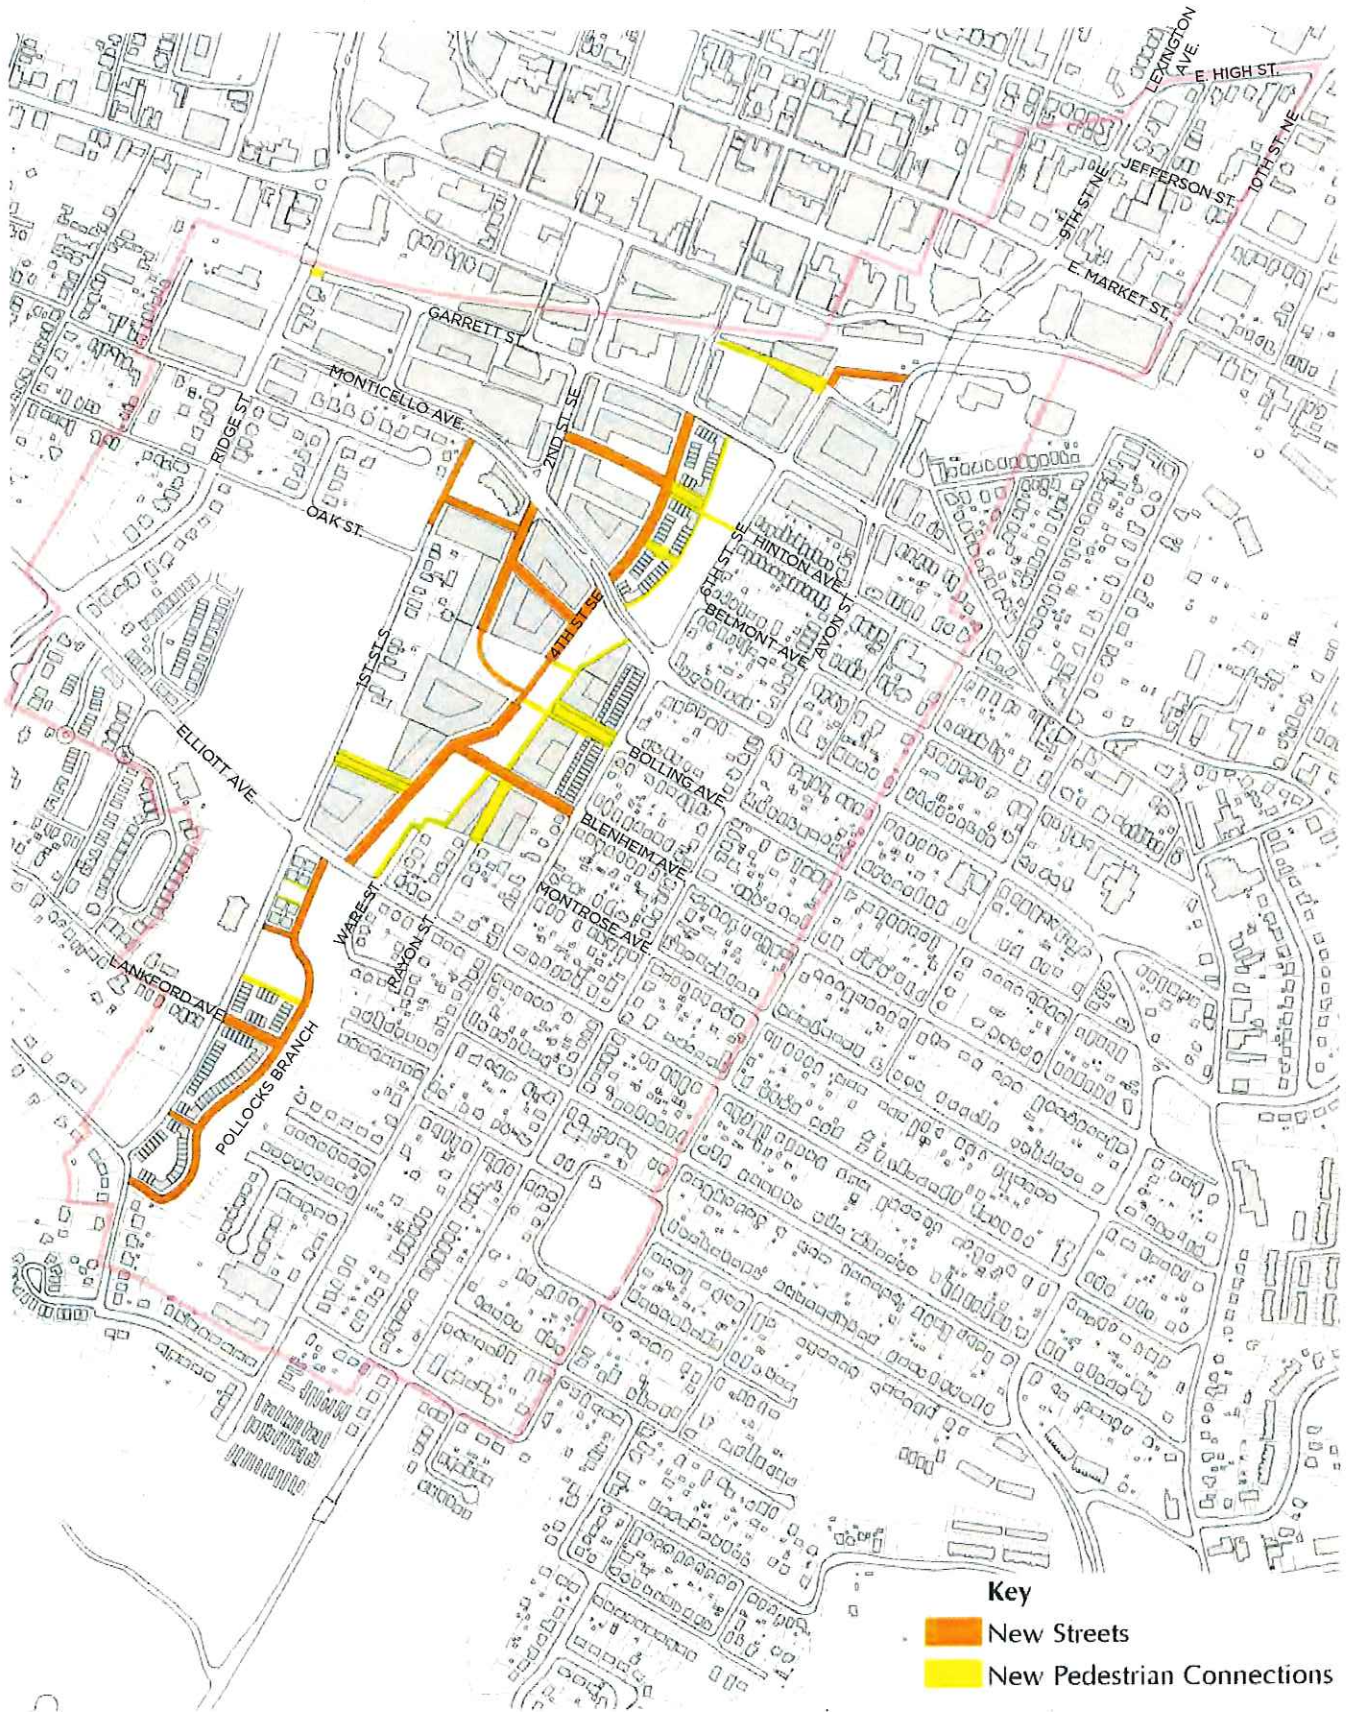 LEXINGTON
AVE.
E. HIGH ST.
10TH ST. NE
JEFFERSON ST.
9TH ST NE
E. MARKET ST.
GARRETT ST.
MONTICELLO AVE.
2ND ST. SE
RIDGE ST.
OAK ST.
6TH ST. SE
HINTON AVE.
BELMONT AVE.
AVON ST.
4TH ST SE
1ST ST S.
ELLIOTT AVE.
BOLLING AVE.
BLENHEIM AVE.
MONTROSE AVE.
WARE ST.
RAYON ST.
LANKFORD AVE.
POLLOCKS BRANCH
Key
New Streets
New Pedestrian Connections